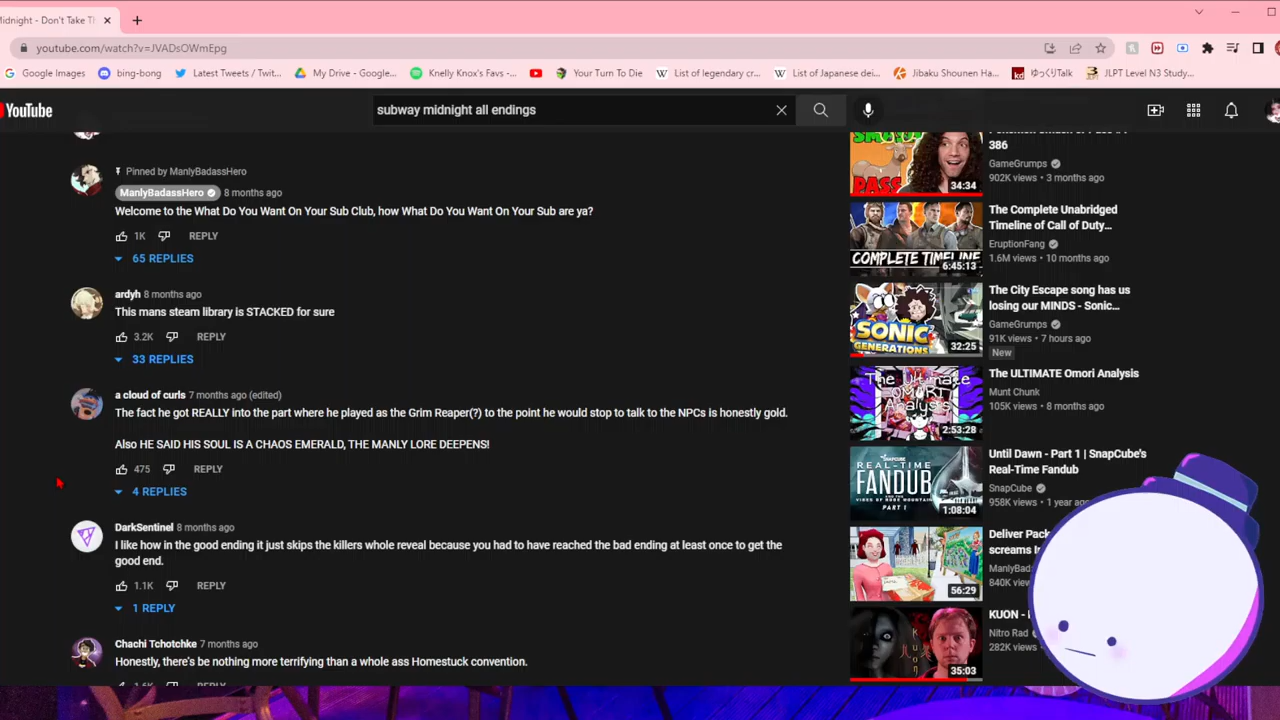 Midnight - Don't Take Th
youtube.com/watch?v=JVADsOWmEpg
Google Images
bing-bong
Latest Tweets / Twit...
My Drive - Google...
Knelly Knox's Favs -...
Your Turn To Die
List of legendary cr...
List of Japanese dei...
Jibaku Shounen Ha...
kd
ゆっくりTalk
JLPT Level N3 Study...
YouTube
subway midnight all endings
Pinned by ManlyBadassHero
ManlyBadassHero 8 months ago
Welcome to the What Do You Want On Your Sub Club, how What Do You Want On Your Sub are ya?
1K REPLY
65 REPLIES
ardyh 8 months ago
This mans steam library is STACKED for sure
3.2K REPLY
33 REPLIES
a cloud of curls 7 months ago (edited)
The fact he got REALLY into the part where he played as the Grim Reaper(?) to the point he would stop to talk to the NPCs is honestly gold.
Also HE SAID HIS SOUL IS A CHAOS EMERALD, THE MANLY LORE DEEPENS!
475 REPLY
4 REPLIES
DarkSentinel 8 months ago
I like how in the good ending it just skips the killers whole reveal because you had to have reached the bad ending at least once to get the
good end.
1.1K REPLY
1 REPLY
Chachi Tchotchke 7 months ago
Honestly, there's be nothing more terrifying than a whole ass Homestuck convention.
PASS
34:34
386
GameGrumps
902K views • 3 months ago
COMPLETE TIMELINE
6:45:13
The Complete Unabridged
Timeline of Call of Duty...
EruptionFang
1.6M views • 10 months ago
SONIC
GENERATIONS
32:25
The City Escape song has us
losing our MINDS - Sonic...
GameGrumps
91K views • 7 hours ago
New
The Ultimate
OMORI
Analysis
2:53:28
The ULTIMATE Omori Analysis
Munt Chunk
105K views • 8 months ago
REAL-TIME
FANDUB
PART 1
1:08:04
Until Dawn - Part 1 | SnapCube's
Real-Time Fandub
SnapCube
958K views • 1 year ago
56:29
Deliver Pack
screams I
ManlyBada
840K views
35:03
KUON -
Nitro Rad
282K views